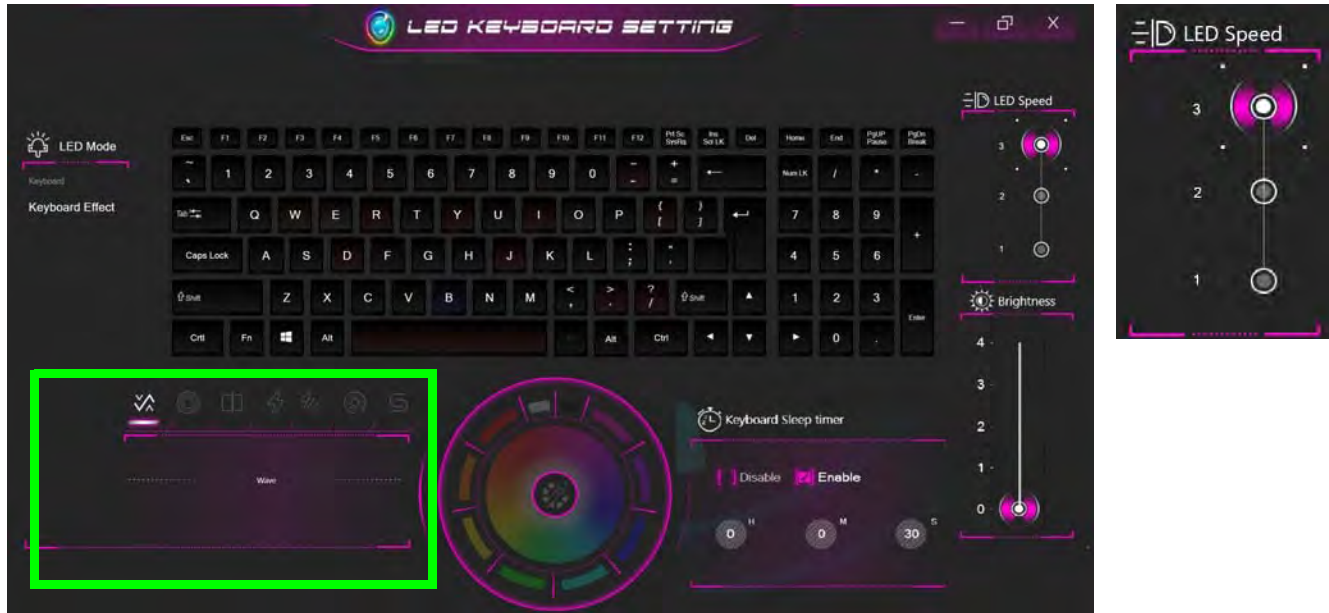 LED KEYBOARD SETTING
LED Speed
3
2
1
LED Mode
Keyboard
Keyboard Effect
Esc F1 F2 F3 F4 F5 F6 F7 F8 F9 F10 F11 F12 Prt Sc SysRq Ins Scr LK Del Home End PgUP Pause PgDn Break
~ ` 1 2 3 4 5 6 7 8 9 0 - + = ← Num LK / * -
Tab Q W E R T Y U I O P { [ } ] 7 8 9 +
Caps Lock A S D F G H J K L : ; " 4 5 6
Shift Z X C V B N M < , > . ? / Shift ▲ 1 2 3 Enter
Crtl Fn Alt Alt Ctrl ◄ ▼ ► 0 .
Brightness
4
3
2
1
0
Wave
Keyboard Sleep timer
Disable Enable
0 H 0 M 30 S
LED Speed
3
2
1